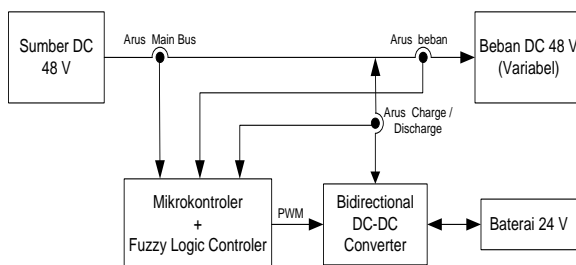 Sumber DC
48 V
Arus Main Bus
Arus beban
Beban DC 48 V
(Variabel)
Arus Charge /
Discharge
Mikrokontroler
+
Fuzzy Logic Controler
PWM
Bidirectional
DC-DC
Converter
Baterai 24 V